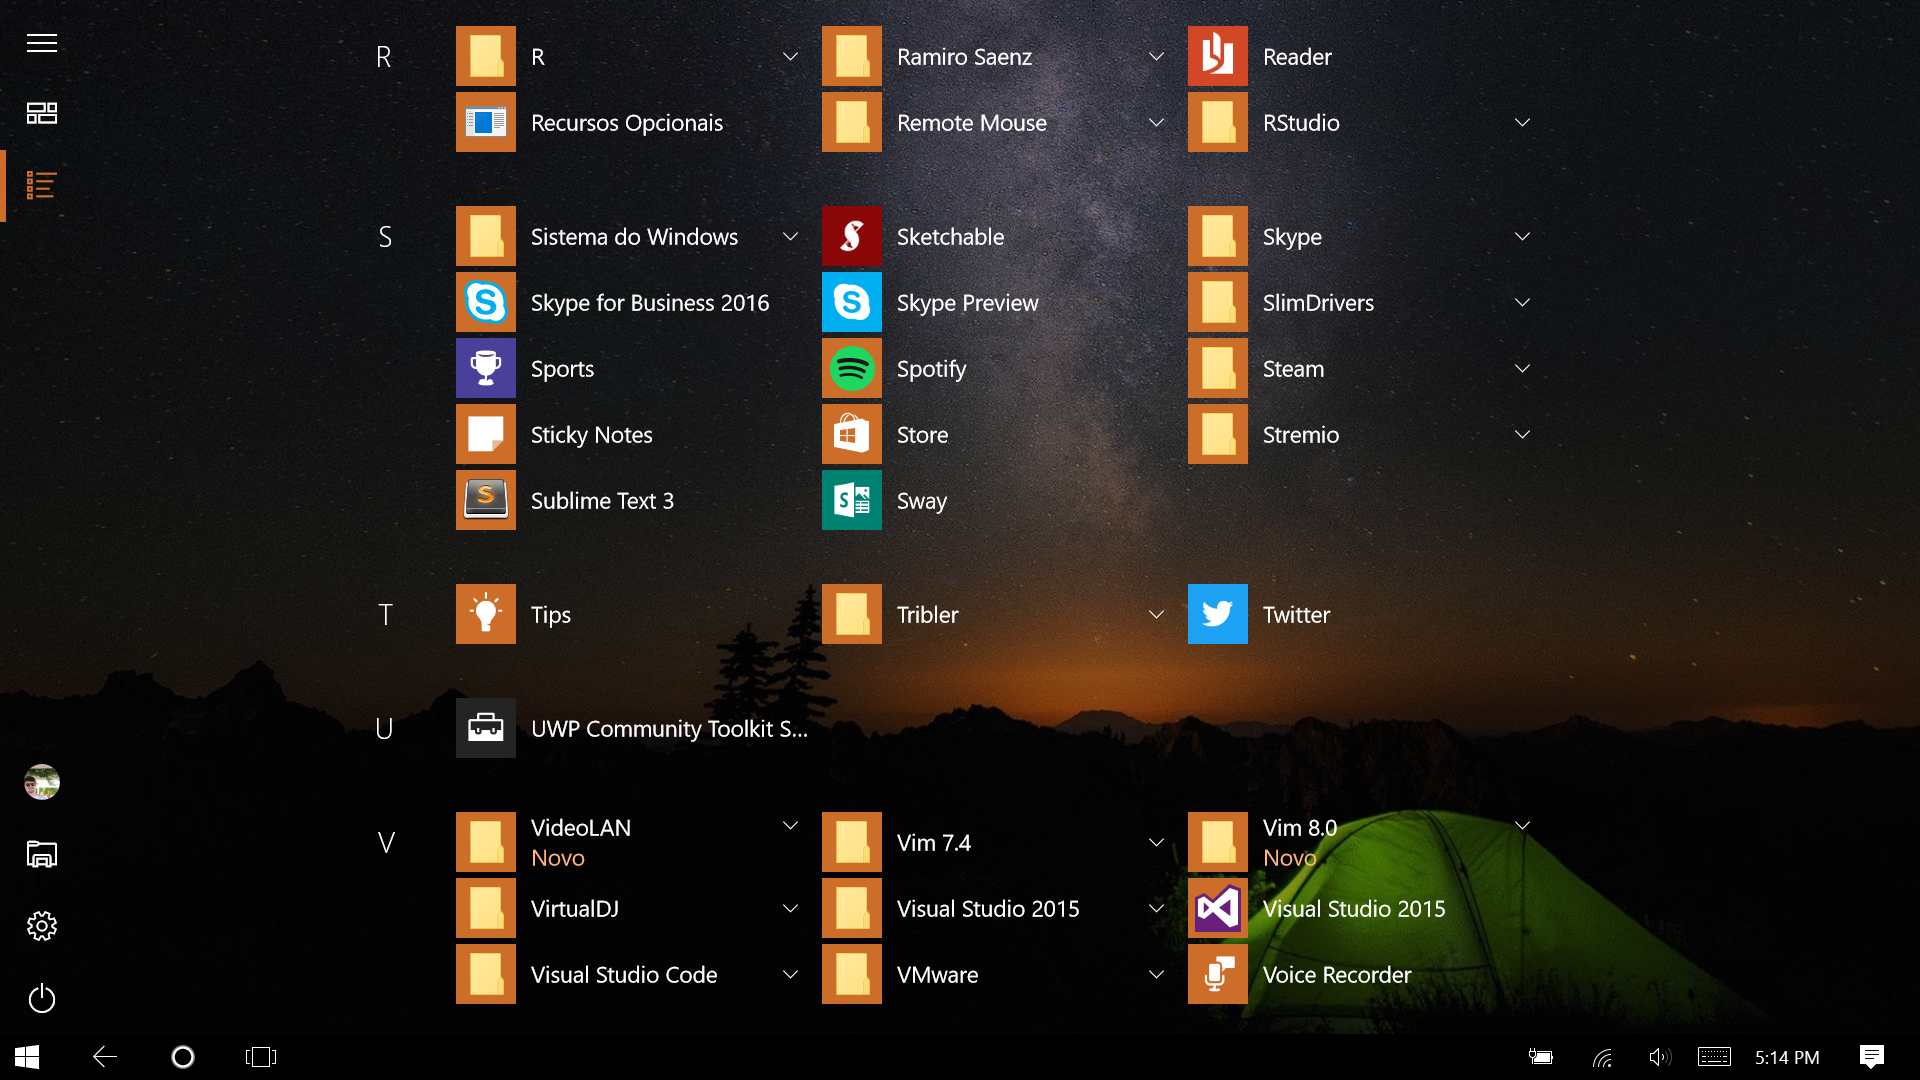 R
R
Ramiro Saenz
Reader
Recursos Opcionais
Remote Mouse
RStudio
S
Sistema do Windows
Sketchable
Skype
Skype for Business 2016
Skype Preview
SlimDrivers
Sports
Spotify
Steam
Sticky Notes
Store
Stremio
Sublime Text 3
Sway
T
Tips
Tribler
Twitter
U
UWP Community Toolkit S...
V
VideoLAN
Novo
Vim 7.4
Vim 8.0
Novo
VirtualDJ
Visual Studio 2015
Visual Studio 2015
Visual Studio Code
VMware
Voice Recorder
5:14 PM